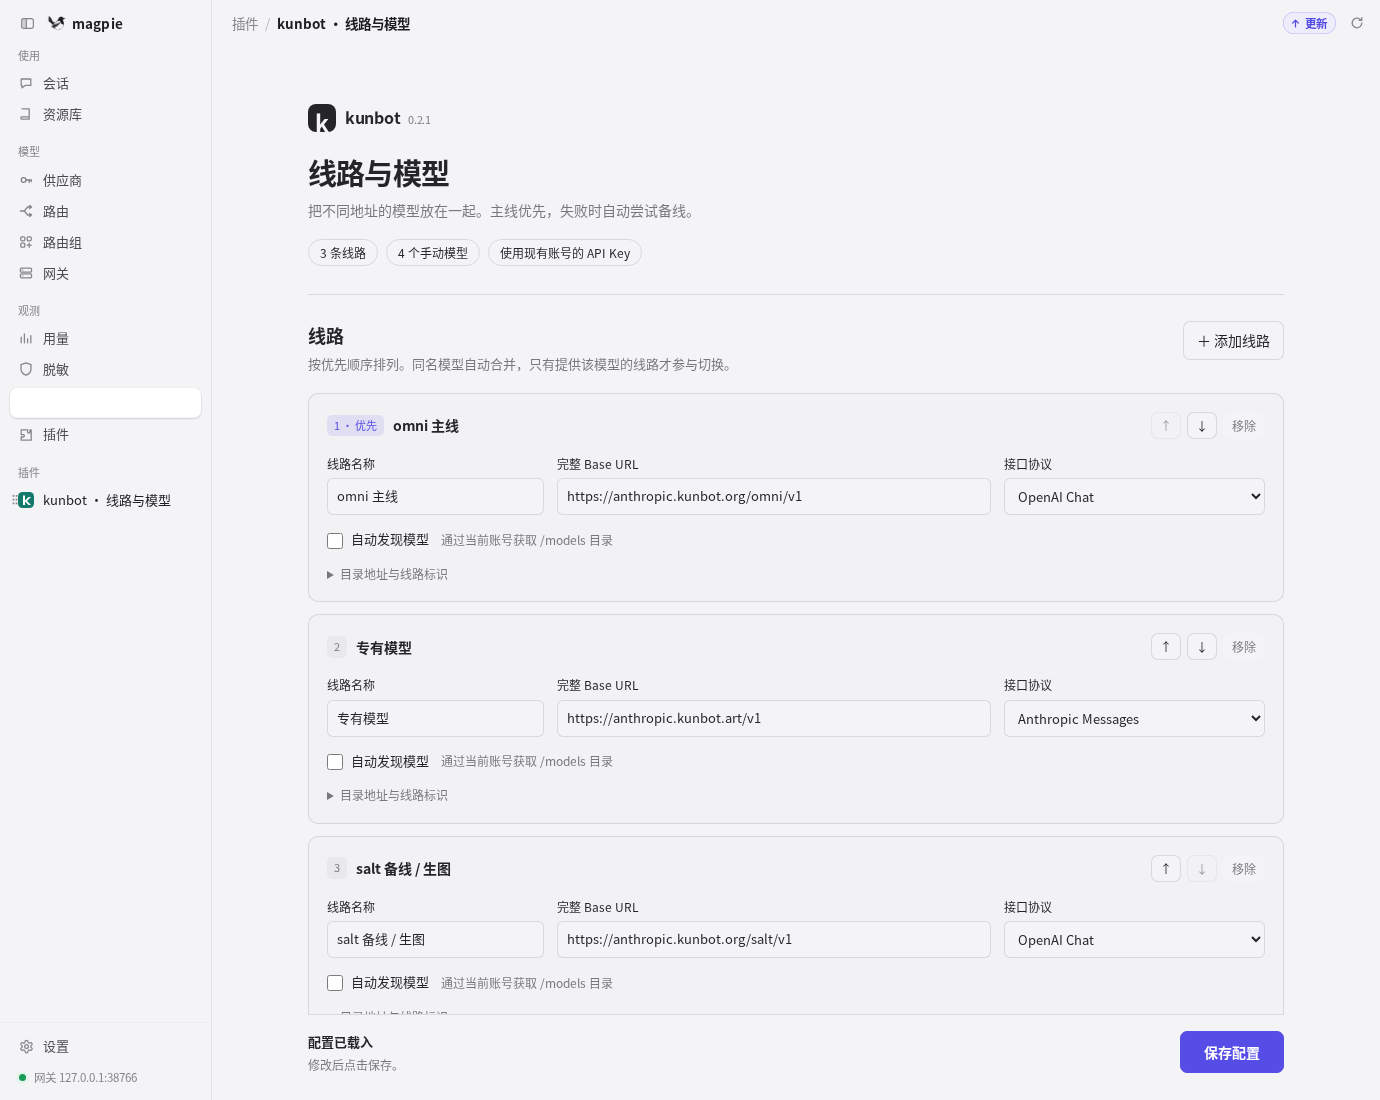 magpie
插件 / kunbot · 线路与模型
更新
使用
会话
资源库
模型
供应商
路由
路由组
网关
观测
用量
脱敏
插件
插件
kunbot · 线路与模型
设置
网关 127.0.0.1:38766
kunbot 0.2.1
线路与模型
把不同地址的模型放在一起。主线优先，失败时自动尝试备线。
3 条线路
4 个手动模型
使用现有账号的 API Key
线路
+ 添加线路
按优先顺序排列。同名模型自动合并，只有提供该模型的线路才参与切换。
1 · 优先 omni 主线 ↑ ↓ 移除
线路名称 完整 Base URL 接口协议
omni 主线 https://anthropic.kunbot.org/omni/v1 OpenAI Chat
自动发现模型 通过当前账号获取 /models 目录
目录地址与线路标识
2 专有模型 ↑ ↓ 移除
线路名称 完整 Base URL 接口协议
专有模型 https://anthropic.kunbot.art/v1 Anthropic Messages
自动发现模型 通过当前账号获取 /models 目录
目录地址与线路标识
3 salt 备线 / 生图 ↑ ↓ 移除
线路名称 完整 Base URL 接口协议
salt 备线 / 生图 https://anthropic.kunbot.org/salt/v1 OpenAI Chat
自动发现模型 通过当前账号获取 /models 目录
配置已载入
修改后点击保存。
保存配置